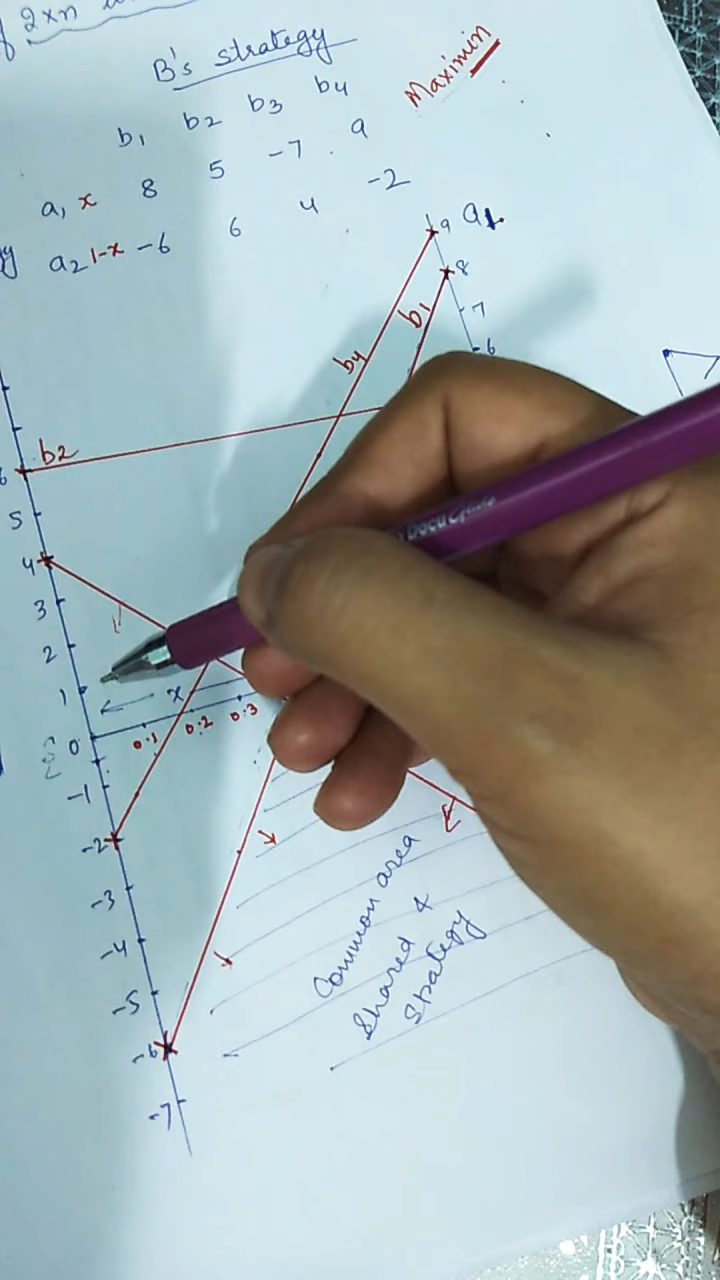 2xn
B's strategy
Maximin
b1 b2 b3 b4
a1 x 8 5 -7 9
a2 1-x -6 6 4 -2
9 a1
8
b1
7
b4
6
b2
6
5
4
3
2
1
x
0 0.1 0.2 0.3
-1
-2
-3
-4
-5
-6
-7
Common area
Shared &
Strategy